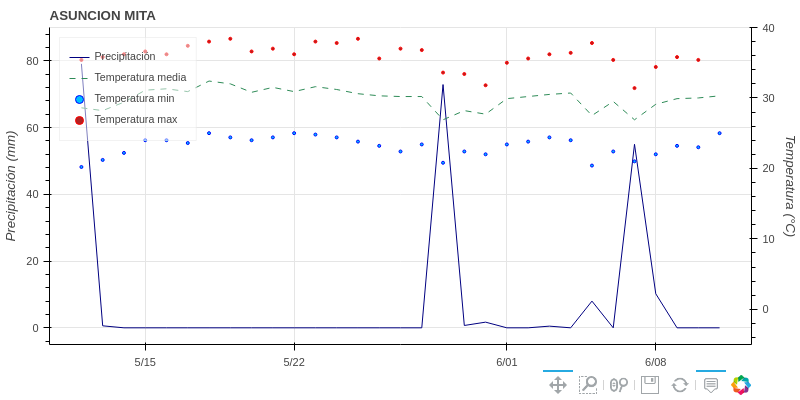 ASUNCION MITA
Precipitación
Temperatura media
Temperatura min
Temperatura max
Precipitación (mm)
80
60
40
20
0
Temperatura (°C)
40
30
20
10
0
5/15
5/22
6/01
6/08